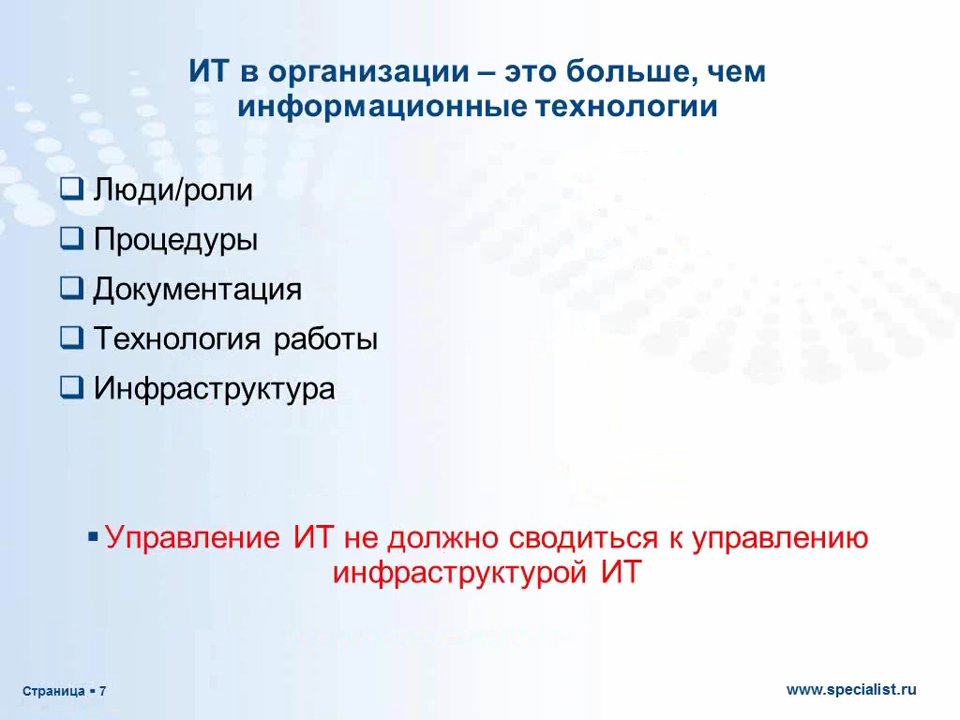 ИТ в организации – это больше, чем
информационные технологии
Люди/роли
Процедуры
Документация
Технология работы
Инфраструктура
Управление ИТ не должно сводиться к управлению
инфраструктурой ИТ
Страница ▪ 7
www.specialist.ru